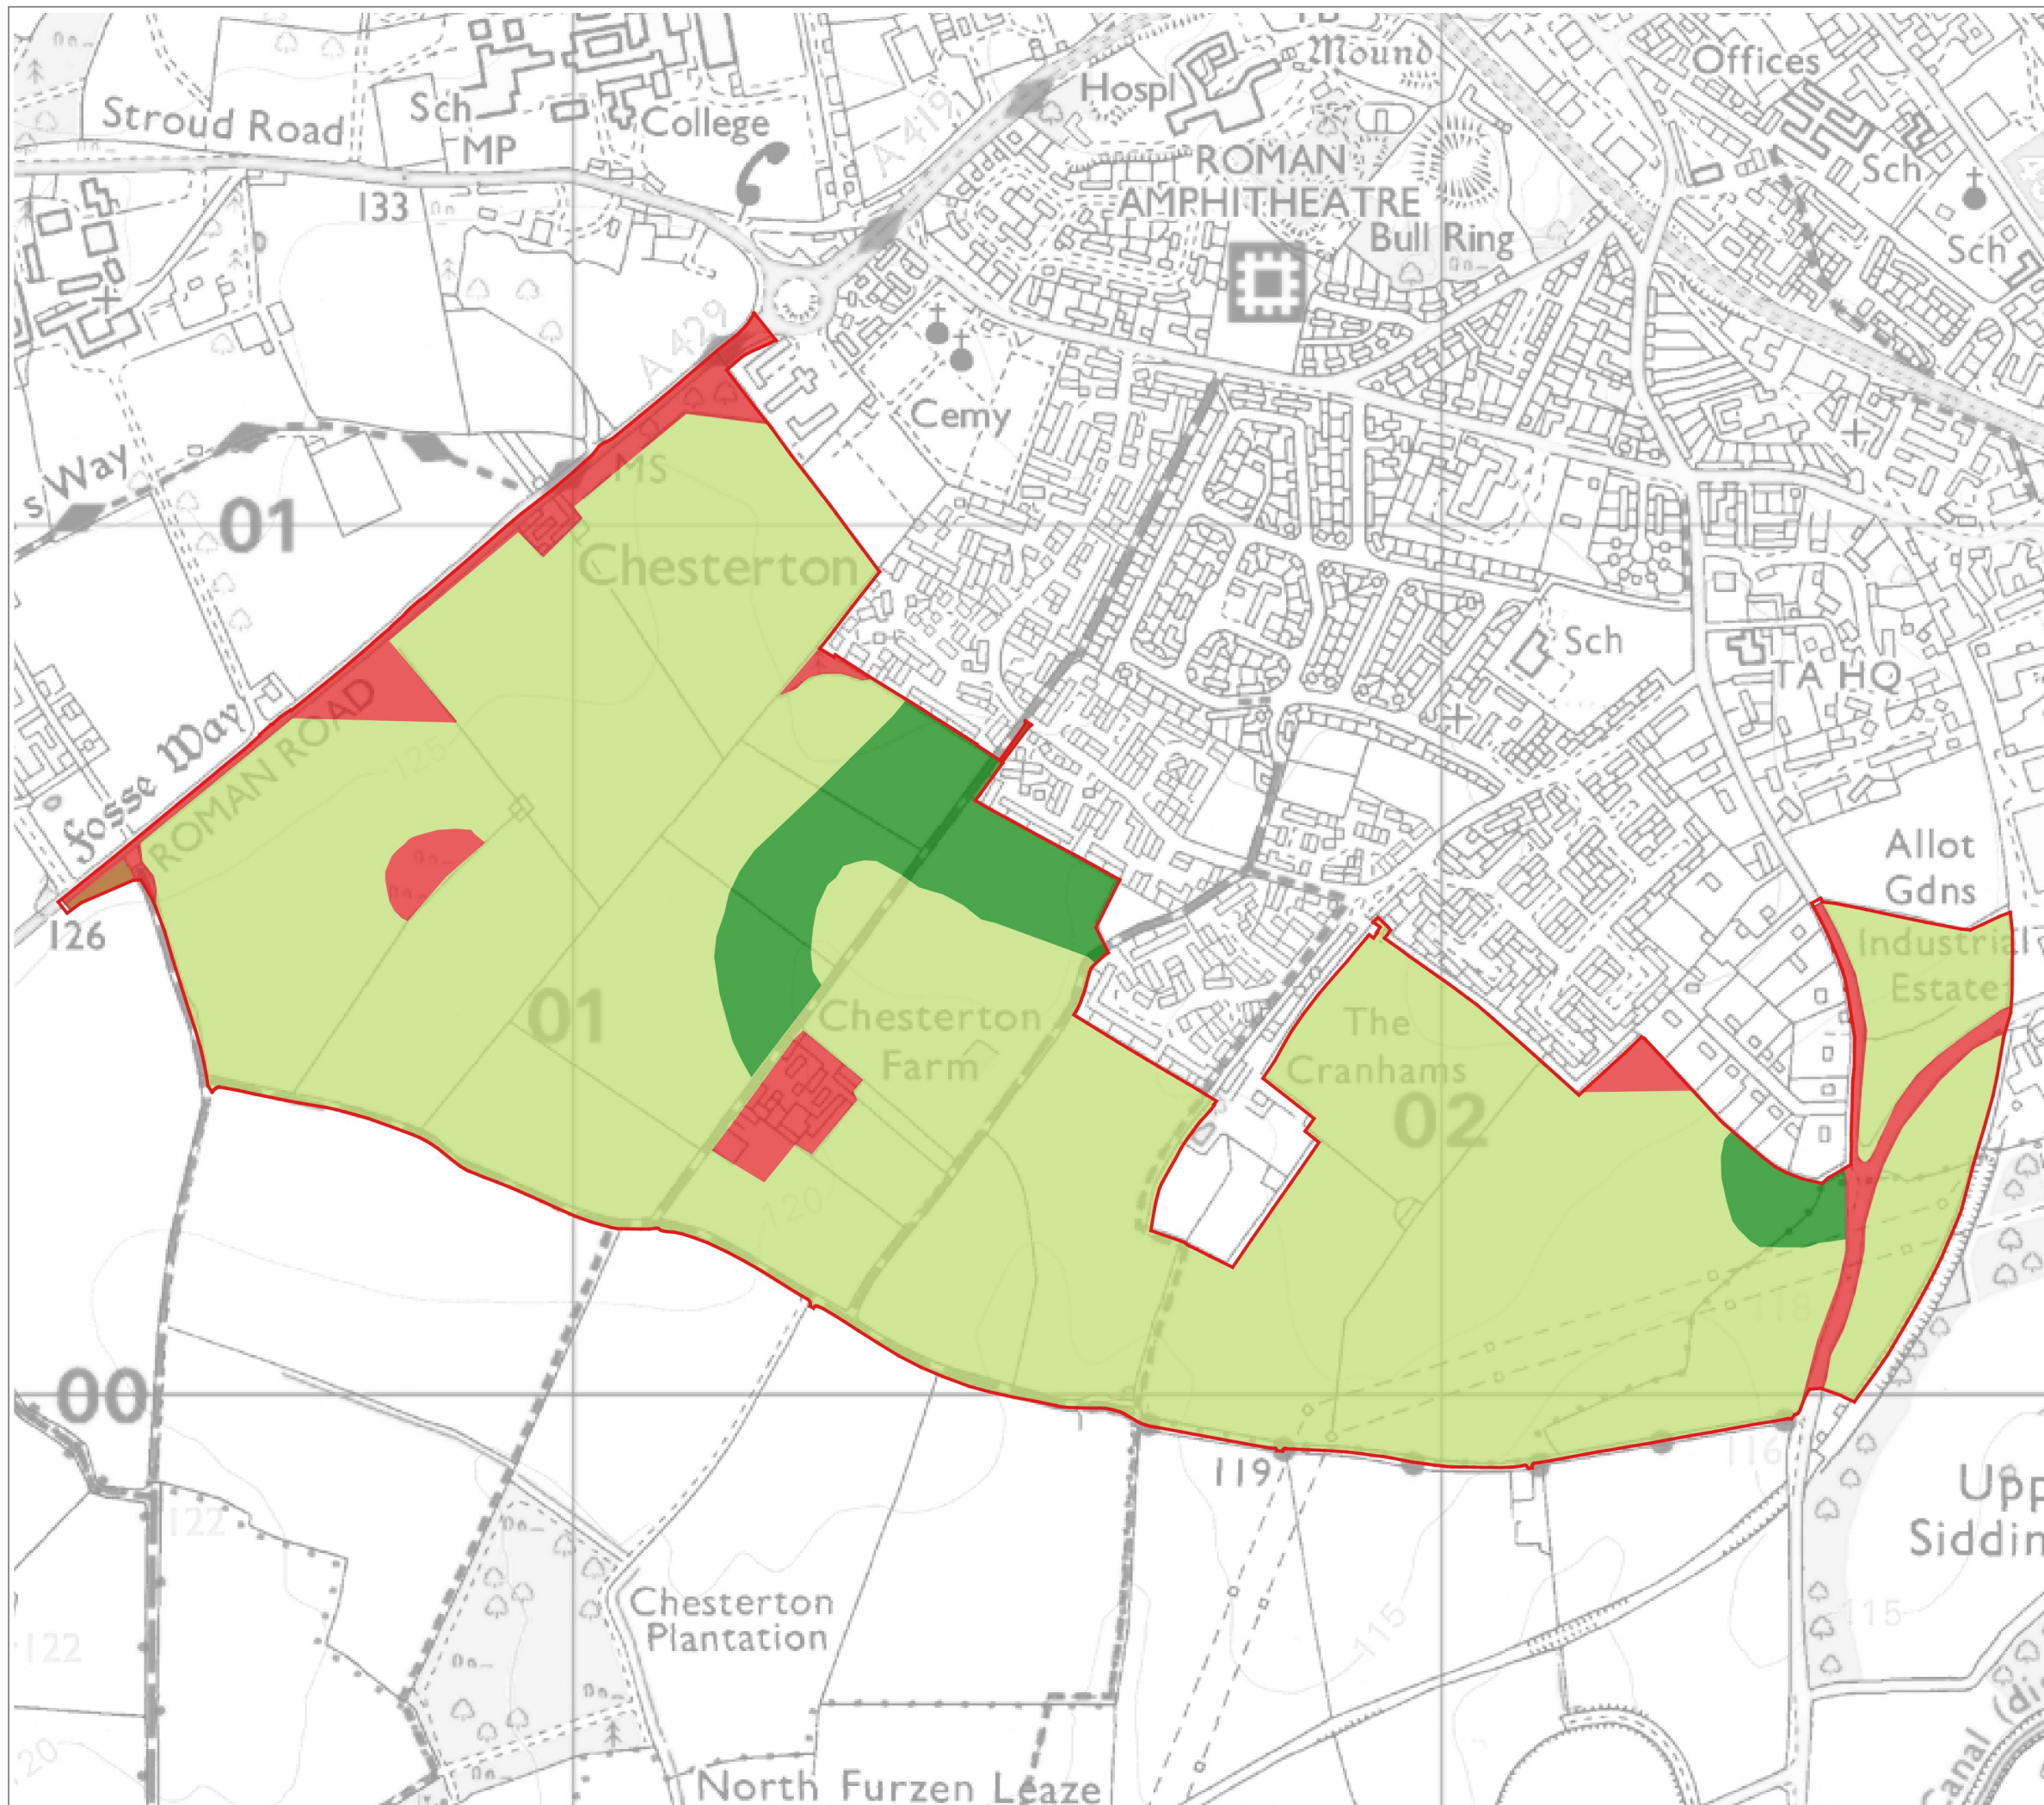 Mound
Offices
Hospl
Stroud Road
Sch
MP
College
A 419
ROMAN
AMPHITHEATRE
Bull Ring
Sch
Sch
133
A 429
Cemy
MS
s Way
01
Chesterton
Sch
TA HQ
Fosse Way
ROMAN ROAD
125
126
Allot
Gdns
Industrial
Estate
01
Chesterton
Farm
The
Cranhams
02
120
118
00
119
116
Upp
Siddin
122
Chesterton
Plantation
122
115
115
20
North Furzen Leaze
Canal (di